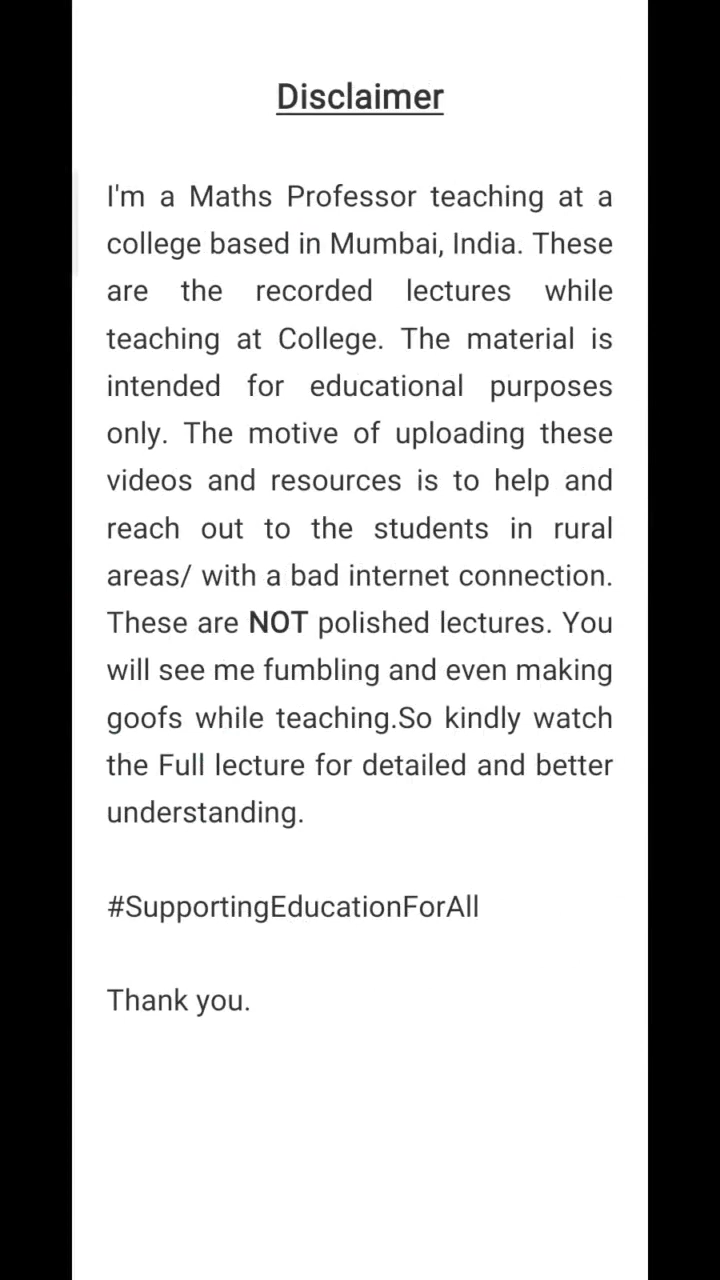 Disclaimer
I'm a Maths Professor teaching at a
college based in Mumbai, India. These
are the recorded lectures while
teaching at College. The material is
intended for educational purposes
only. The motive of uploading these
videos and resources is to help and
reach out to the students in rural
areas/ with a bad internet connection.
These are NOT polished lectures. You
will see me fumbling and even making
goofs while teaching.So kindly watch
the Full lecture for detailed and better
understanding.
#SupportingEducationForAll
Thank you.